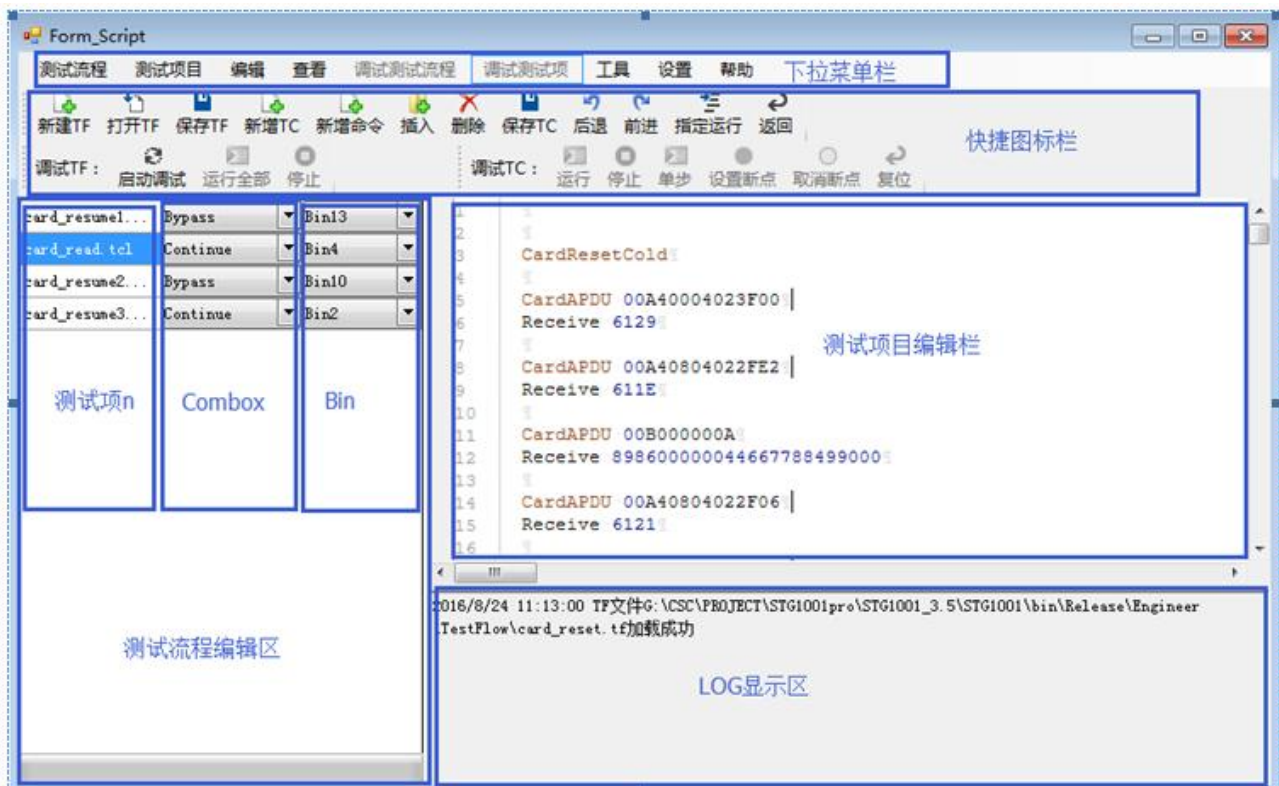 Form_Script
测试流程 测试项目 编辑 查看 调试测试流程 调试测试项 工具 设置 帮助 下拉菜单栏
新建TF 打开TF 保存TF 新增TC 新增命令 插入 删除 保存TC 后退 前进 指定运行 返回
快捷图标栏
调试TF： 启动调试 运行全部 停止 调试TC： 运行 停止 单步 设置断点 取消断点 复位
card_resume1... Bypass Bin13
card_read.tcl Continue Bin4
card_resume2... Bypass Bin10
card_resume3... Continue Bin2
测试项n Combox Bin
测试流程编辑区
1
2
3 CardResetCold
4
5 CardAPDU 00A40004023F00
6 Receive 6129
7
8 CardAPDU 00A40804022FE2
9 Receive 611E
10
11 CardAPDU 00B000000A
12 Receive 898600000044667788499000
13
14 CardAPDU 00A40804022F06
15 Receive 6121
16
测试项目编辑栏
2016/8/24 11:13:00 TF文件G:\CSC\PROJECT\STG1001pro\STG1001_3.5\STG1001\bin\Release\Engineer
\TestFlow\card_reset.tf加载成功
LOG显示区